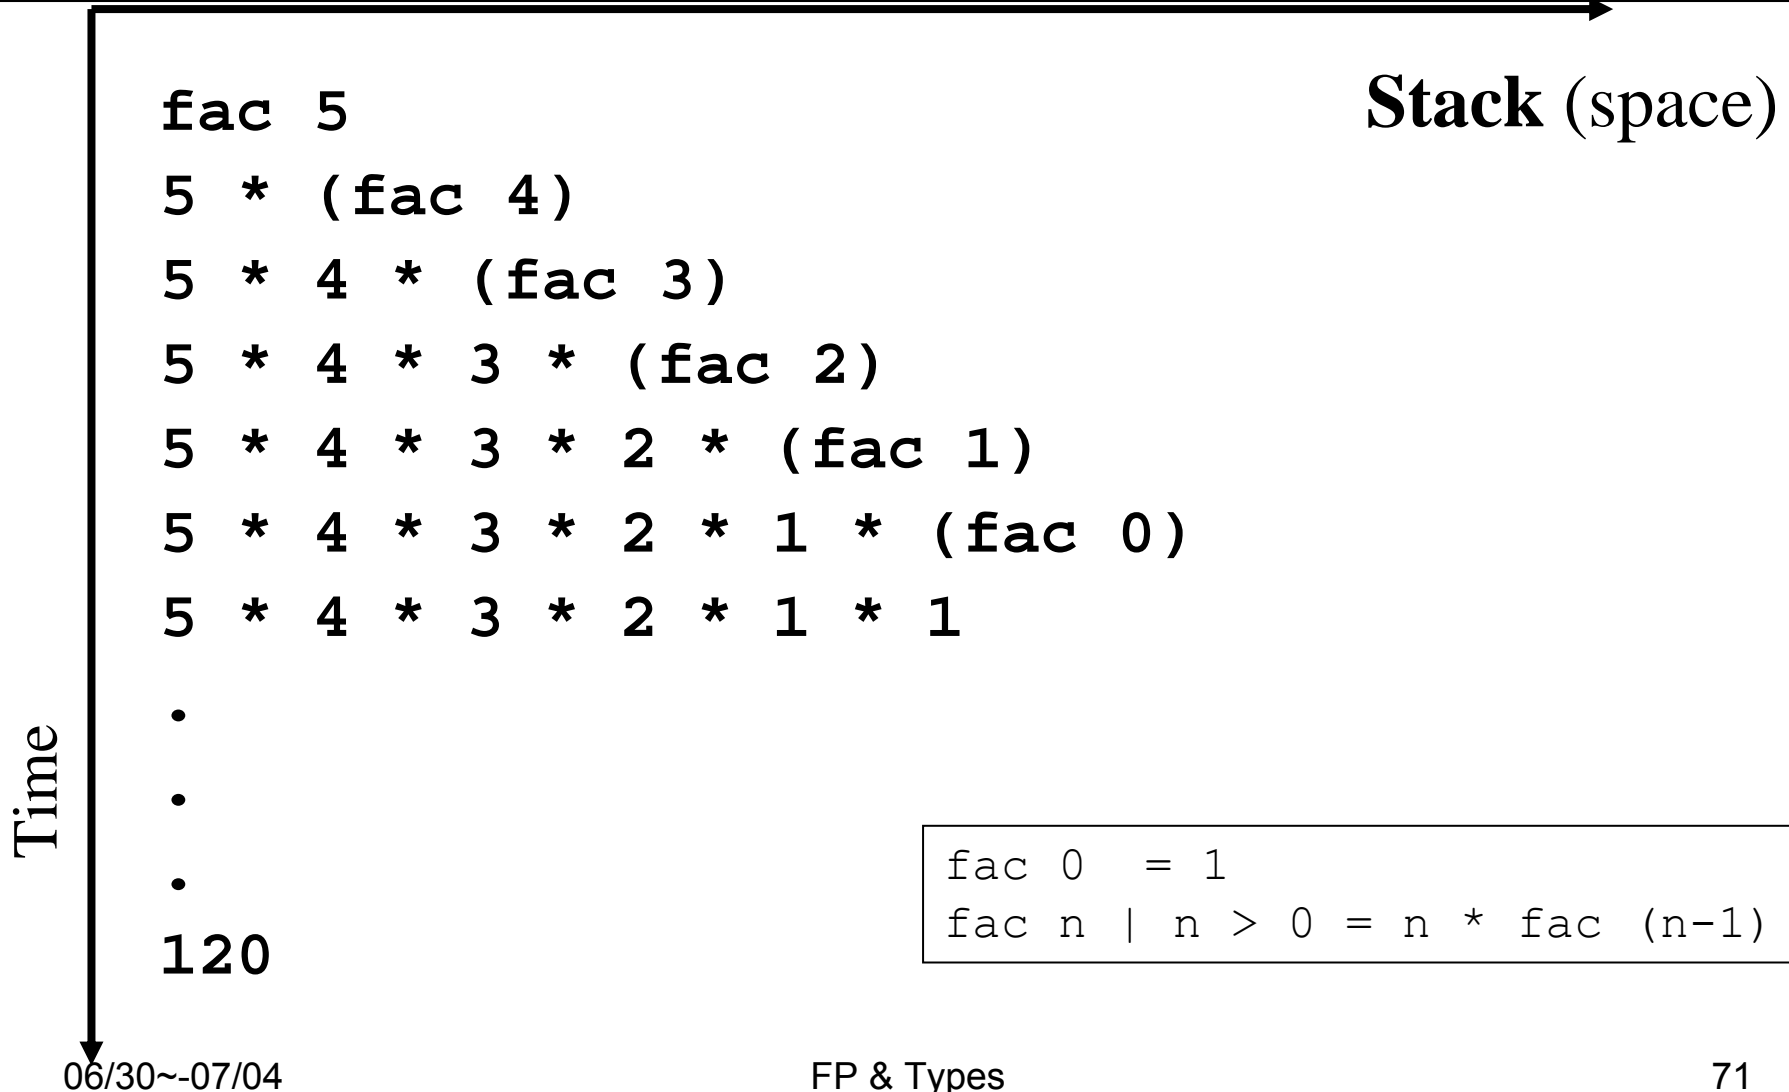 Stack (space)
fac 5
5 * (fac 4)
5 * 4 * (fac 3)
5 * 4 * 3 * (fac 2)
5 * 4 * 3 * 2 * (fac 1)
5 * 4 * 3 * 2 * 1 * (fac 0)
5 * 4 * 3 * 2 * 1 * 1
.
.
.
120
Time
fac 0  = 1
fac n | n > 0 = n * fac (n-1)
06/30~-07/04
FP & Types
71